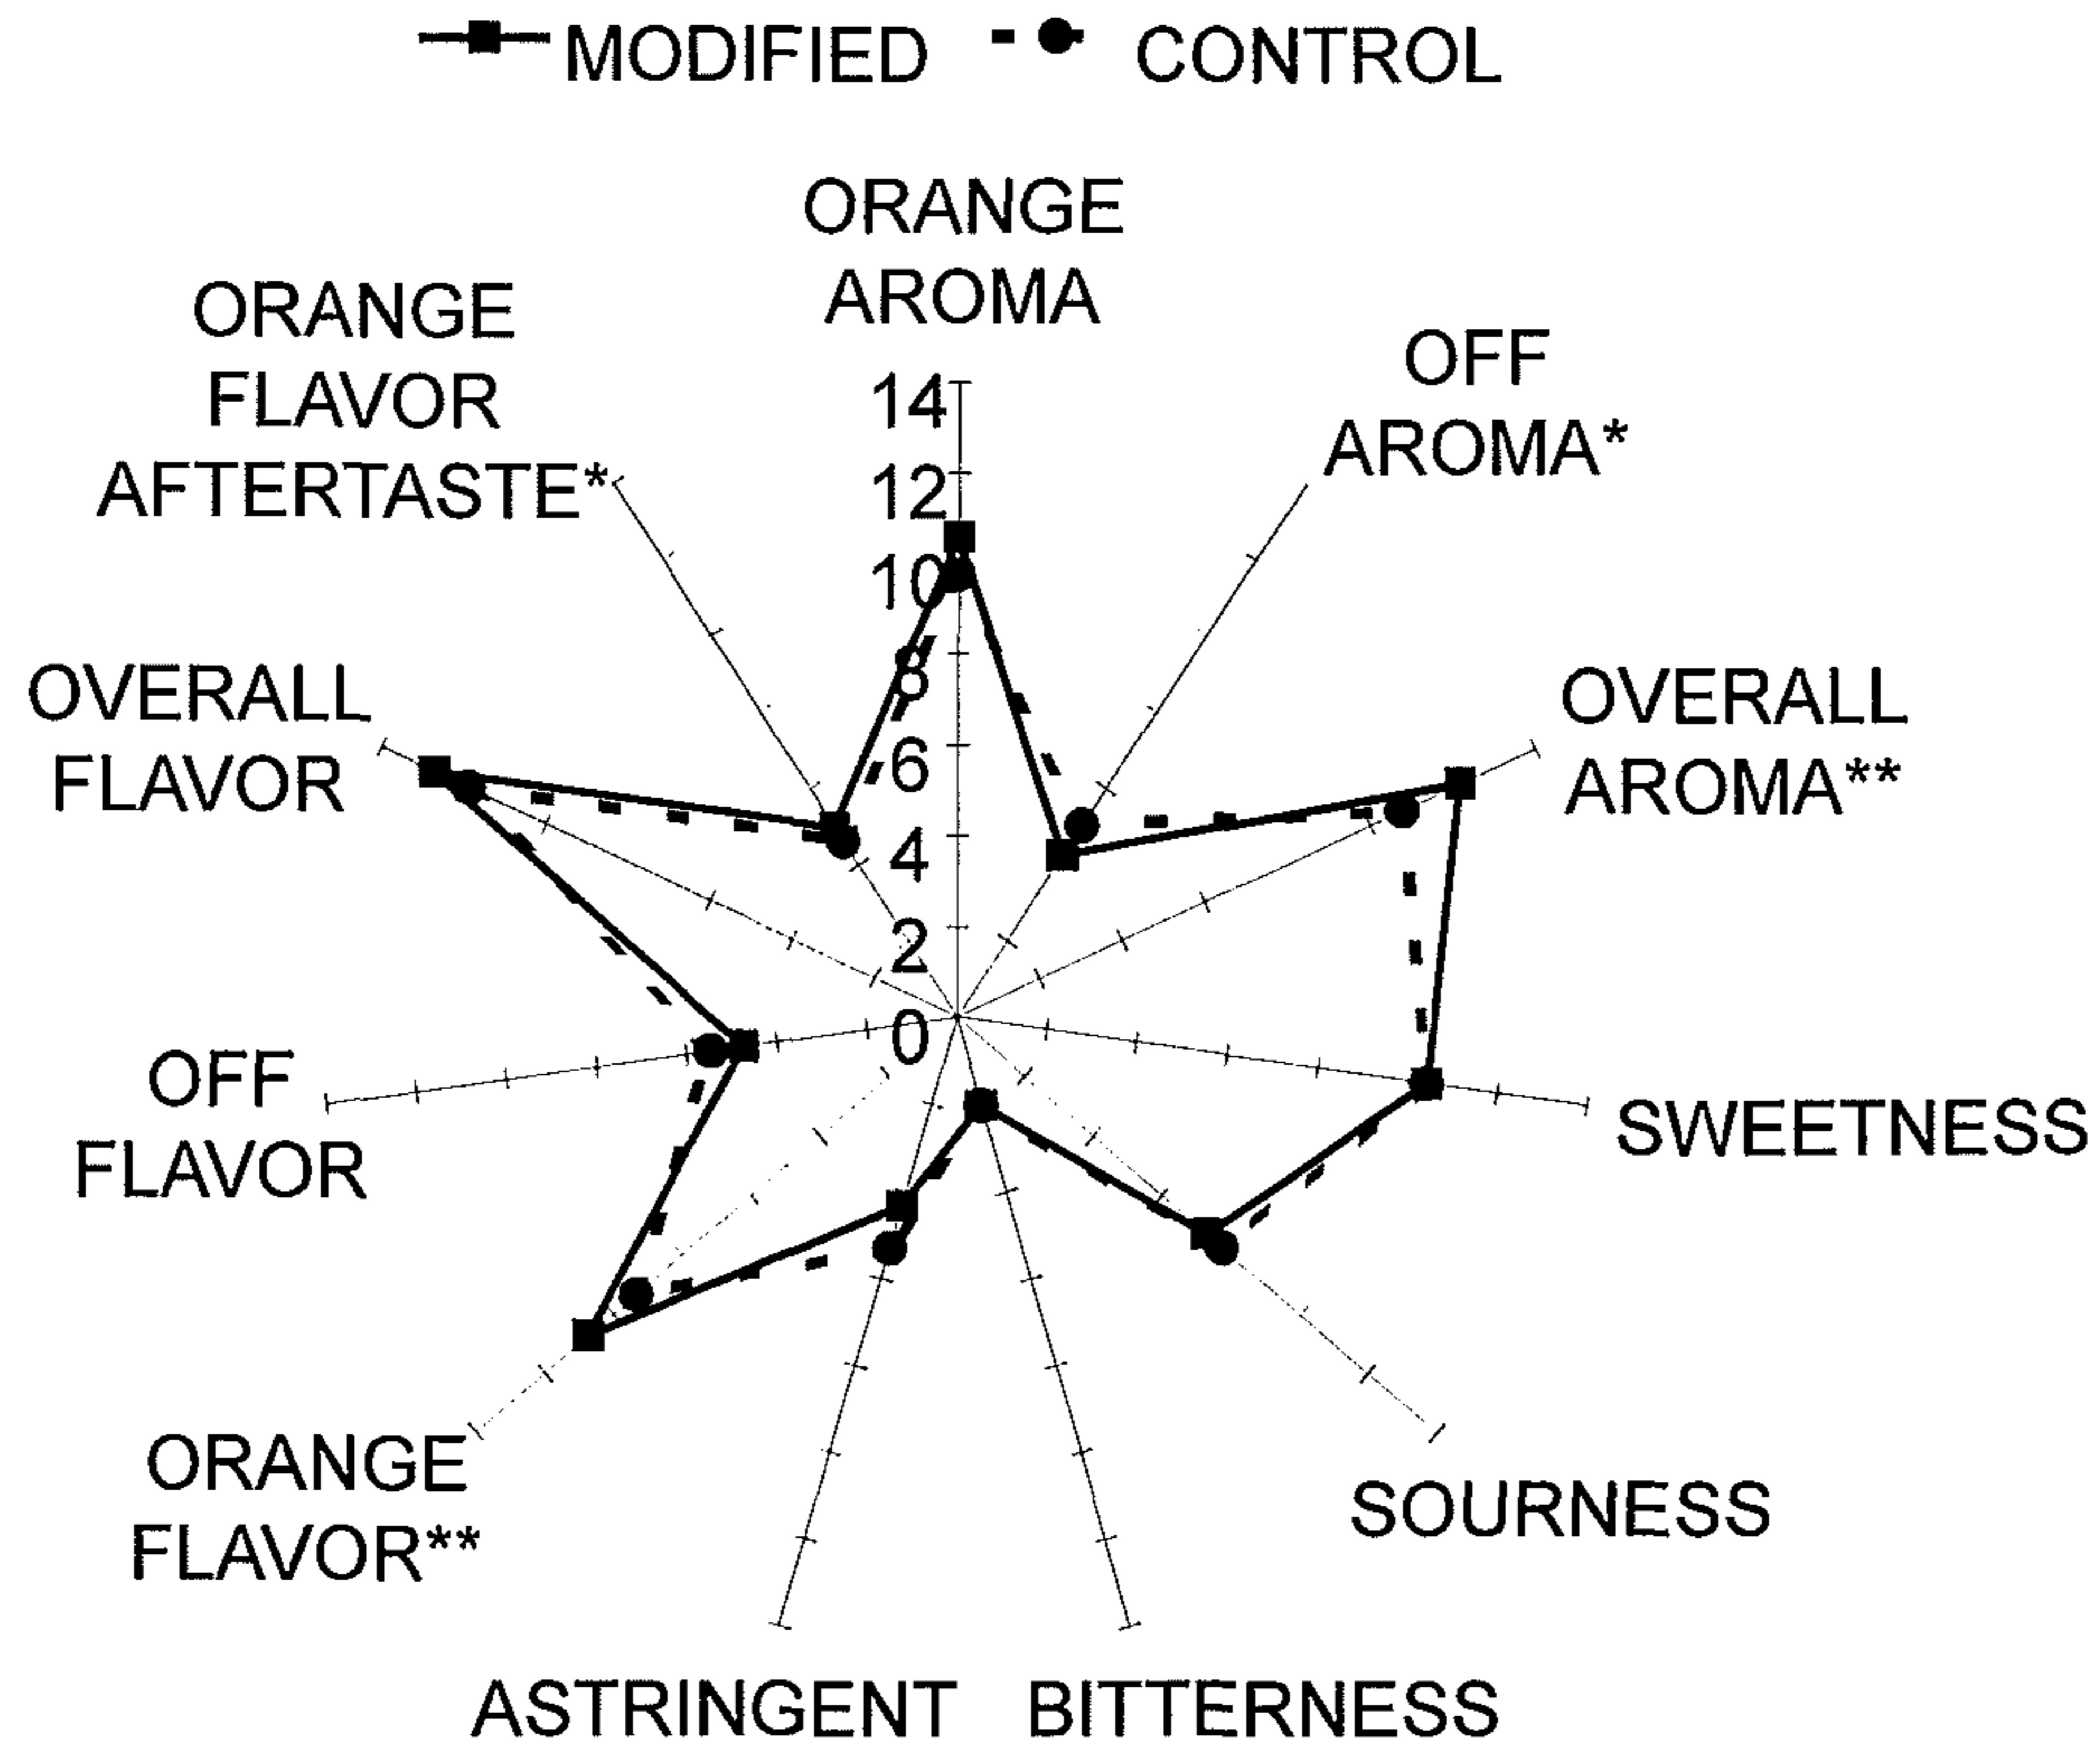 MODIFIED CONTROL
ORANGE
AROMA
ORANGE
FLAVOR
AFTERTASTE*
OFF
AROMA*
14
12
10
8
6
4
2
0
OVERALL
FLAVOR
OVERALL
AROMA**
OFF
FLAVOR
SWEETNESS
ORANGE
FLAVOR**
SOURNESS
ASTRINGENT BITTERNESS